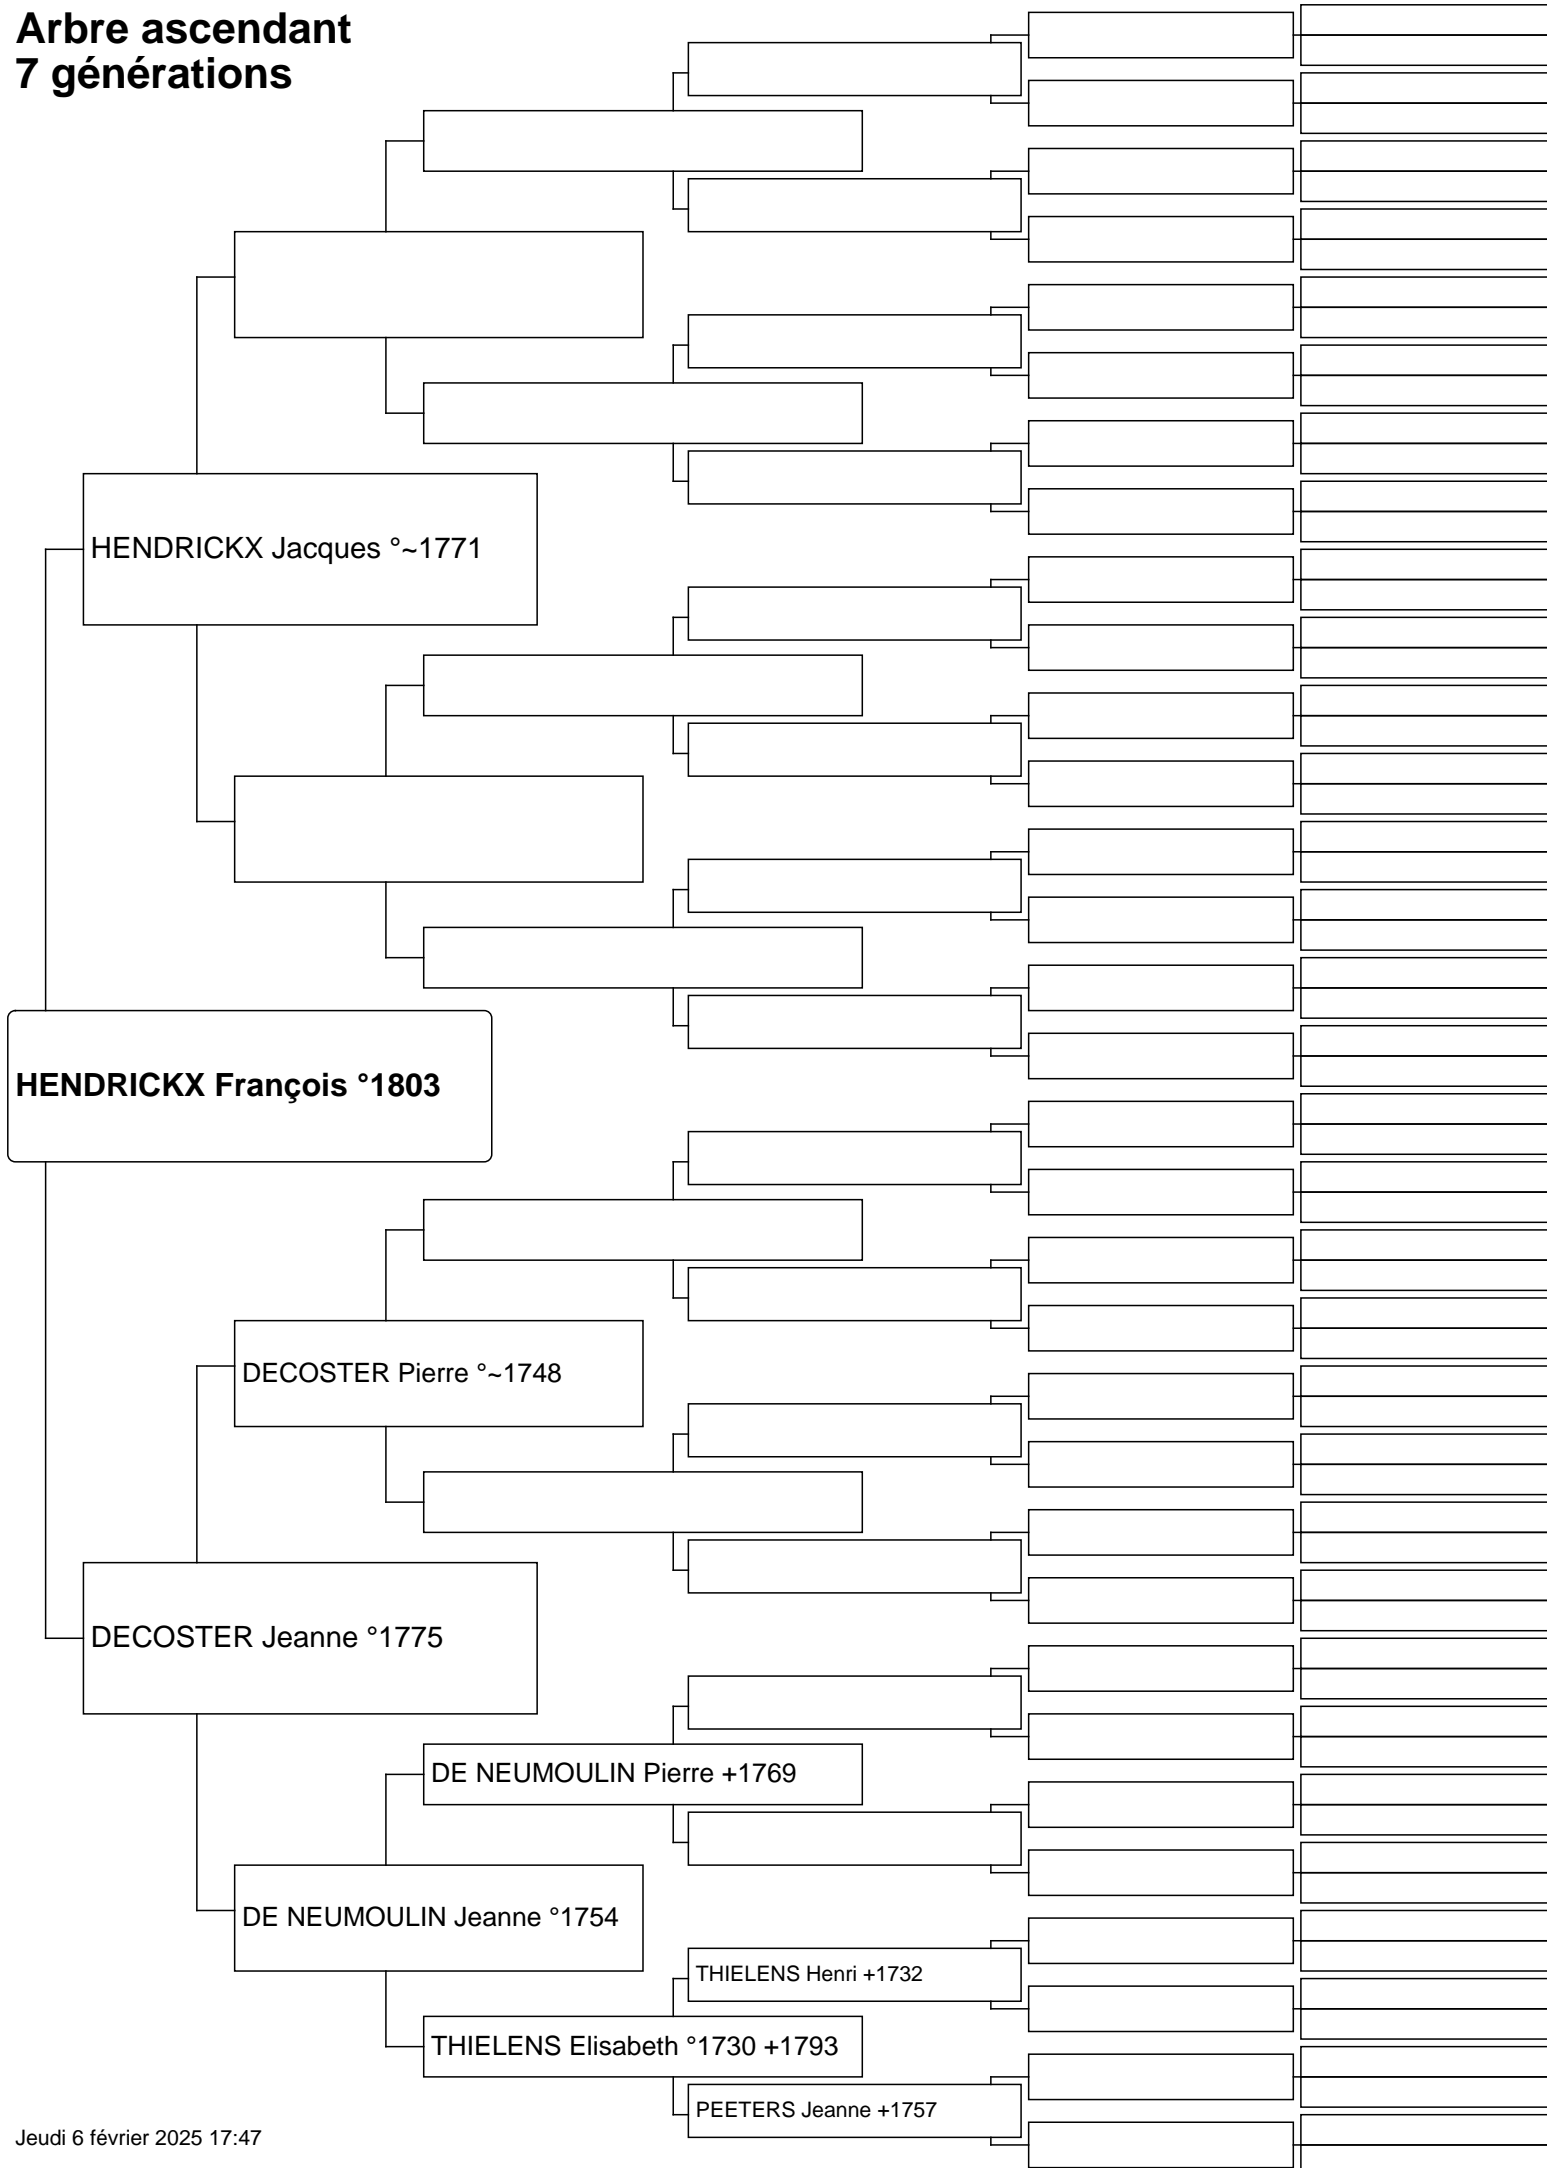 Arbre ascendant
7 générations
HENDRICKX Jacques °~1771
HENDRICKX François °1803
DECOSTER Pierre °~1748
DECOSTER Jeanne °1775
DE NEUMOULIN Pierre +1769
DE NEUMOULIN Jeanne °1754
THIELENS Henri +1732
THIELENS Elisabeth °1730 +1793
PEETERS Jeanne +1757
Jeudi 6 février 2025 17:47